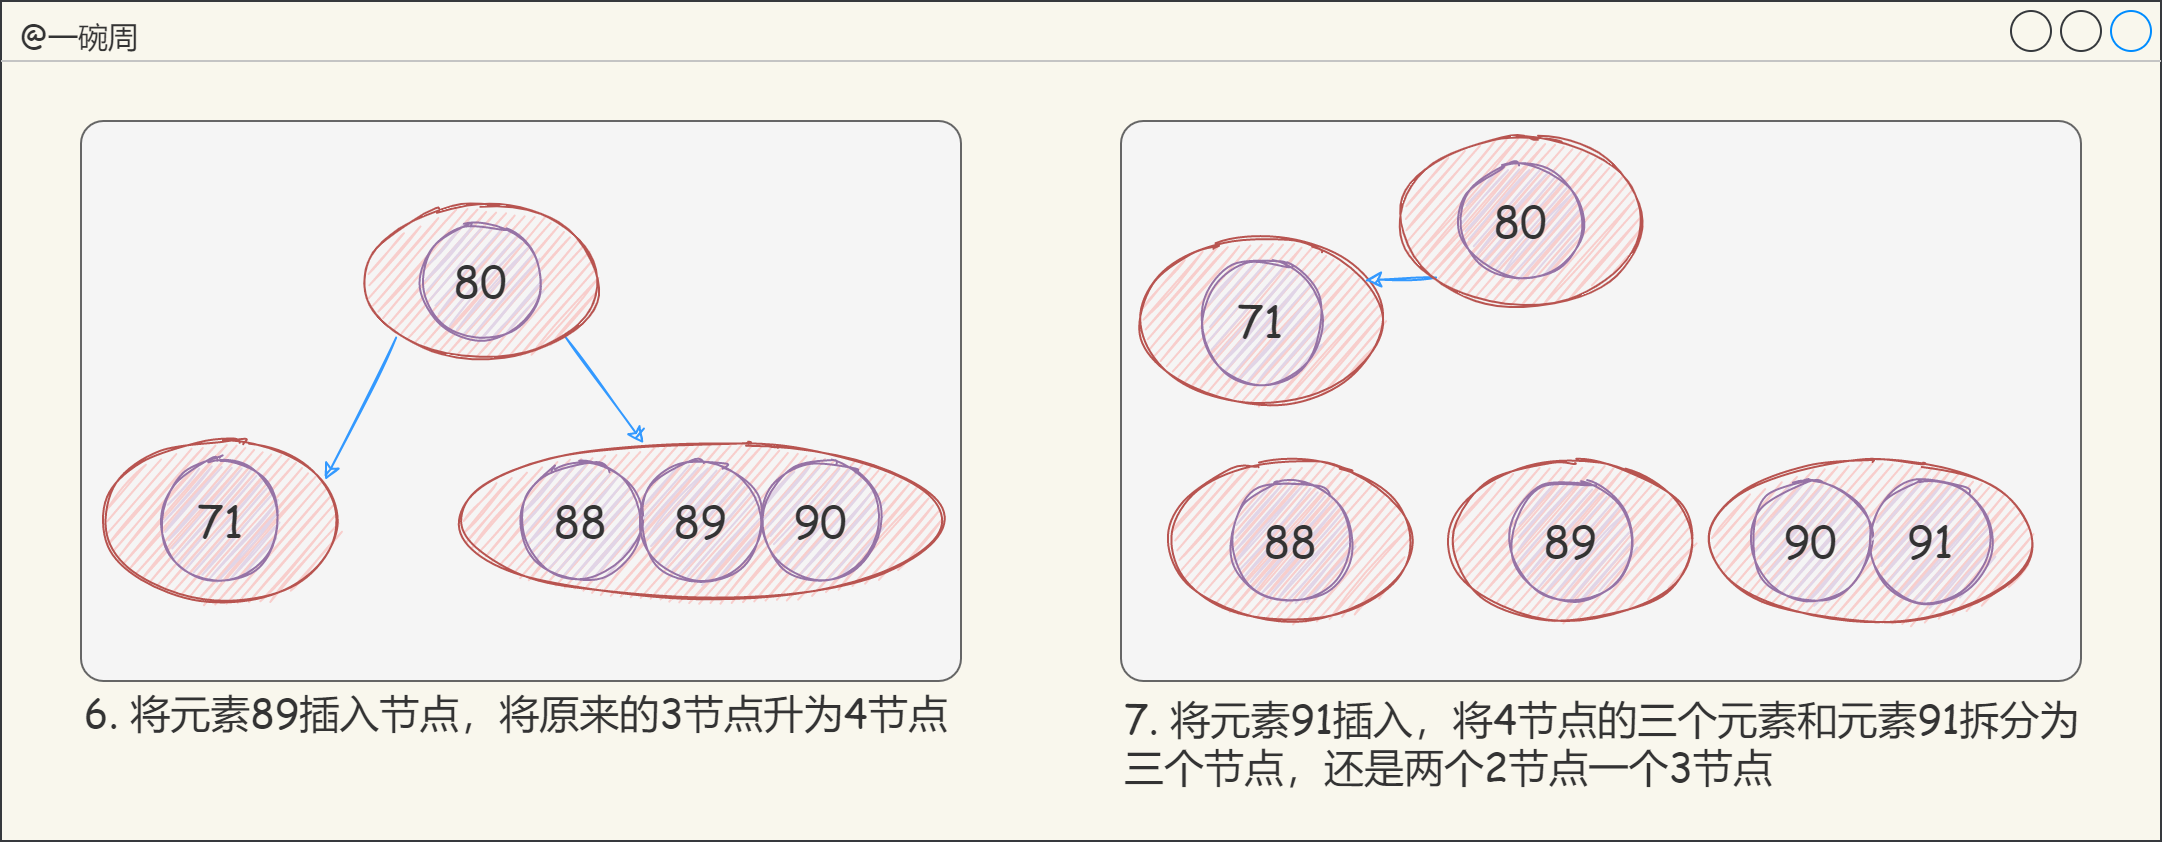 @一碗周
80
71
88 89 90
6. 将元素89插入节点，将原来的3节点升为4节点
80
71
88 89 90 91
7. 将元素91插入，将4节点的三个元素和元素91拆分为
三个节点，还是两个2节点一个3节点